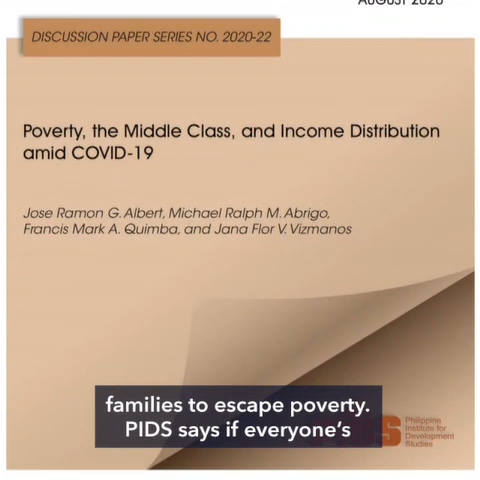 AUGUST 2020
DISCUSSION PAPER SERIES NO. 2020-22
Poverty, the Middle Class, and Income Distribution
amid COVID-19
Jose Ramon G. Albert, Michael Ralph M. Abrigo,
Francis Mark A. Quimba, and Jana Flor V. Vizmanos
families to escape poverty.
PIDS says if everyone's
S
Philippine
Institute for
Development
Studies